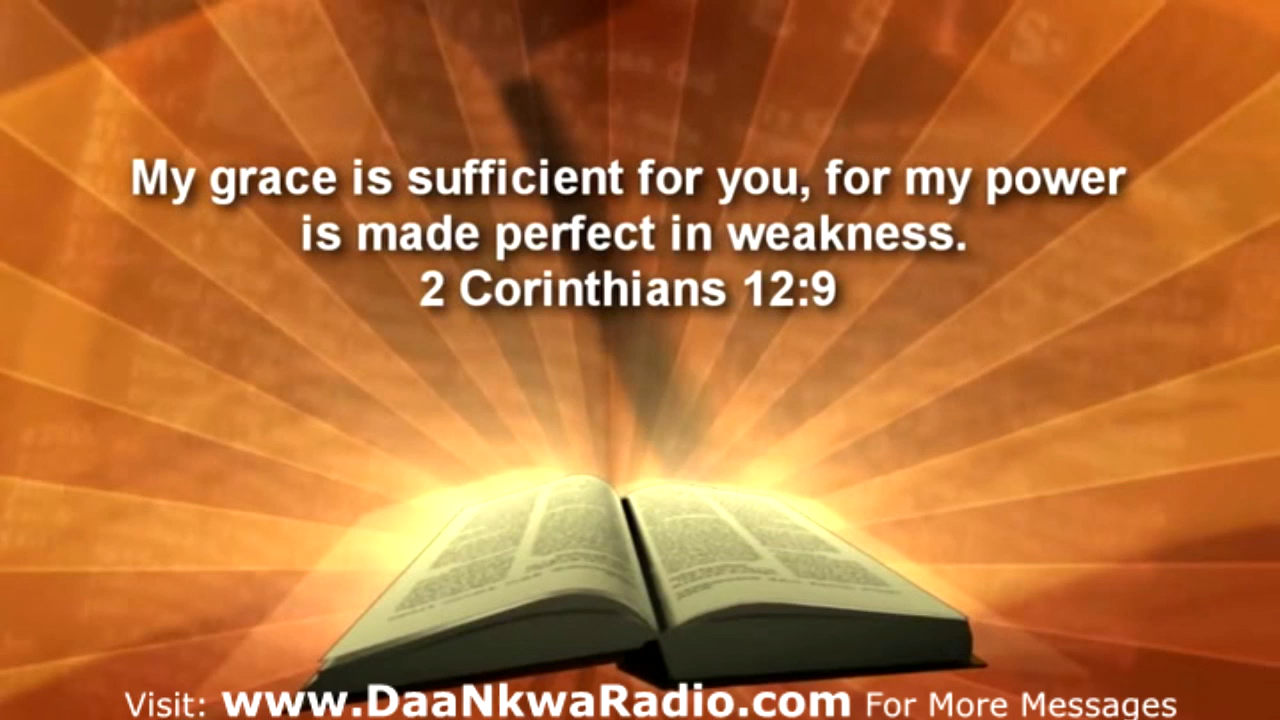 My grace is sufficient for you, for my power
is made perfect in weakness.
2 Corinthians 12:9
Visit: www.DaaNkwaRadio.com For More Messages